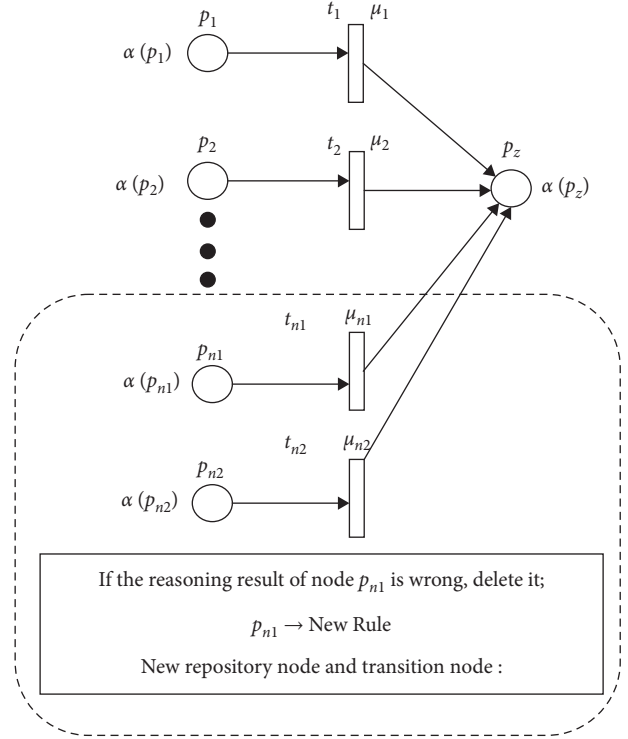 p1 t1 μ1
α (p1)
p2 t2 μ2 pz
α (p2) α (pz)
tn1 μn1
pn1
α (pn1)
tn2 μn2
pn2
α (pn2)
If the reasoning result of node pn1 is wrong, delete it;
pn1 → New Rule
New repository node and transition node :